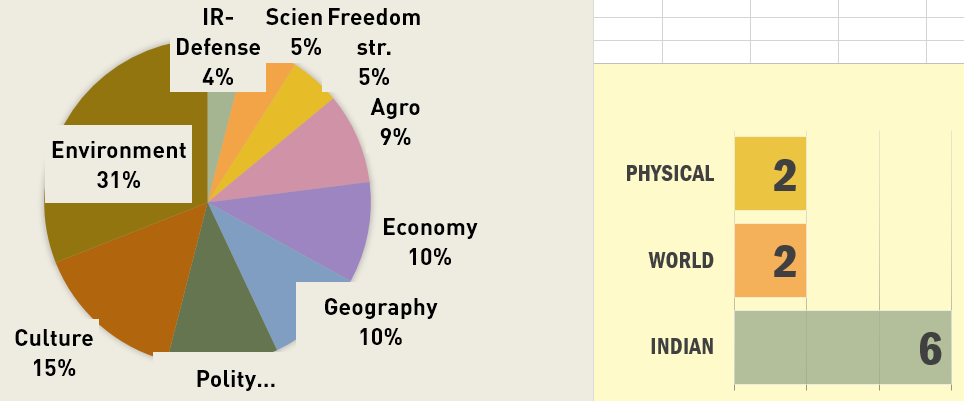 IR-
Defense
4%
Scien
5%
Freedom
str.
5%
Agro
9%
Environment
31%
Economy
10%
Geography
10%
Culture
15%
Polity...
PHYSICAL 2
WORLD 2
INDIAN 6